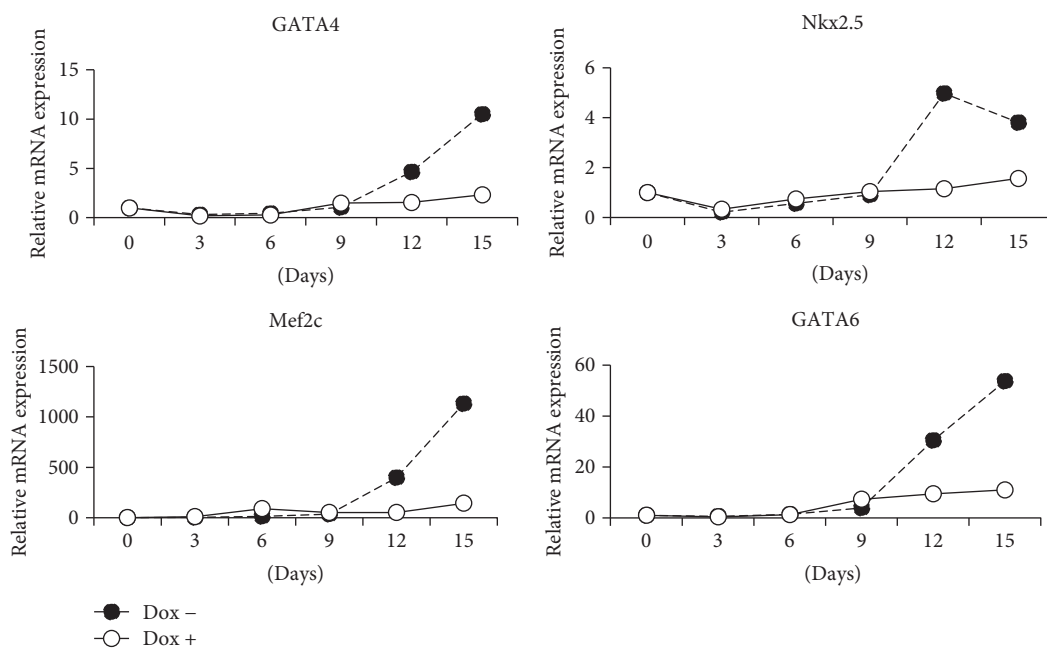 GATA4
Relative mRNA expression
15
10
5
0
0 3 6 9 12 15
(Days)
Nkx2.5
Relative mRNA expression
6
4
2
0
0 3 6 9 12 15
(Days)
Mef2c
Relative mRNA expression
1500
1000
500
0
0 3 6 9 12 15
(Days)
GATA6
Relative mRNA expression
60
40
20
0
0 3 6 9 12 15
(Days)
Dox −
Dox +